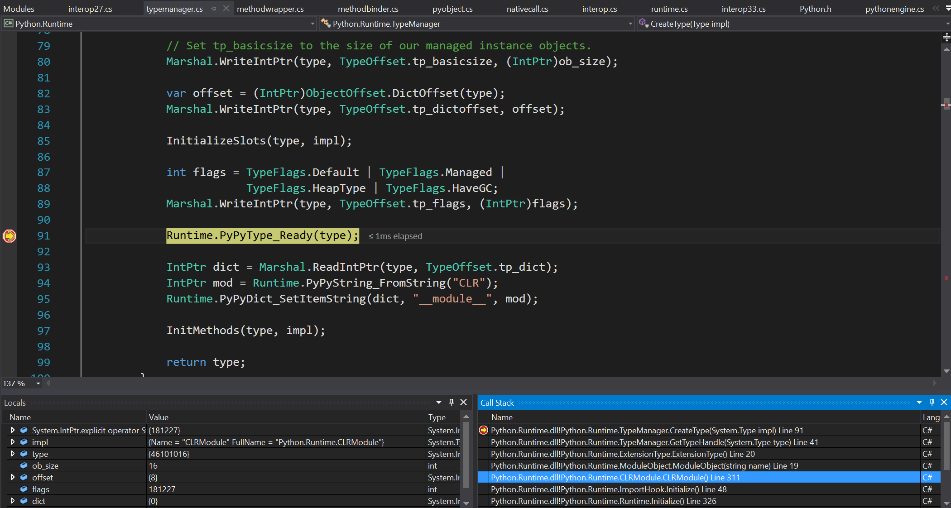 Modules interop27.cs typemanager.cs methodwrapper.cs methodbinder.cs pyobject.cs nativecall.cs interop.cs runtime.cs interop33.cs Python.h pythonengine.cs
Python.Runtime Python.Runtime.TypeManager CreateType(Type impl)
78
79 // Set tp_basicsize to the size of our managed instance objects.
80 Marshal.WriteIntPtr(type, TypeOffset.tp_basicsize, (IntPtr)ob_size);
81
82 var offset = (IntPtr)ObjectOffset.DictOffset(type);
83 Marshal.WriteIntPtr(type, TypeOffset.tp_dictoffset, offset);
84
85 InitializeSlots(type, impl);
86
87 int flags = TypeFlags.Default | TypeFlags.Managed |
88 TypeFlags.HeapType | TypeFlags.HaveGC;
89 Marshal.WriteIntPtr(type, TypeOffset.tp_flags, (IntPtr)flags);
90
91 Runtime.PyPyType_Ready(type); ≤ 1ms elapsed
92
93 IntPtr dict = Marshal.ReadIntPtr(type, TypeOffset.tp_dict);
94 IntPtr mod = Runtime.PyPyString_FromString("CLR");
95 Runtime.PyPyDict_SetItemString(dict, "__module__", mod);
96
97 InitMethods(type, impl);
98
99 return type;
100 }
137 %
Locals
Name Value Type
System.IntPtr.explicit operator S {181227} System.Ir
impl {Name = "CLRModule" FullName = "Python.Runtime.CLRModule"} System.T
type {46101016} System.Ir
ob_size 16 int
offset {8} System.Ir
flags 181227 int
dict {0} System.Ir
Call Stack
Name Lang
Python.Runtime.dll!Python.Runtime.TypeManager.CreateType(System.Type impl) Line 91 C#
Python.Runtime.dll!Python.Runtime.TypeManager.GetTypeHandle(System.Type type) Line 41 C#
Python.Runtime.dll!Python.Runtime.ExtensionType.ExtensionType() Line 20 C#
Python.Runtime.dll!Python.Runtime.ModuleObject.ModuleObject(string name) Line 19 C#
Python.Runtime.dll!Python.Runtime.CLRModule.CLRModule() Line 311 C#
Python.Runtime.dll!Python.Runtime.ImportHook.Initialize() Line 48 C#
Python.Runtime.dll!Python.Runtime.Runtime.Initialize() Line 326 C#